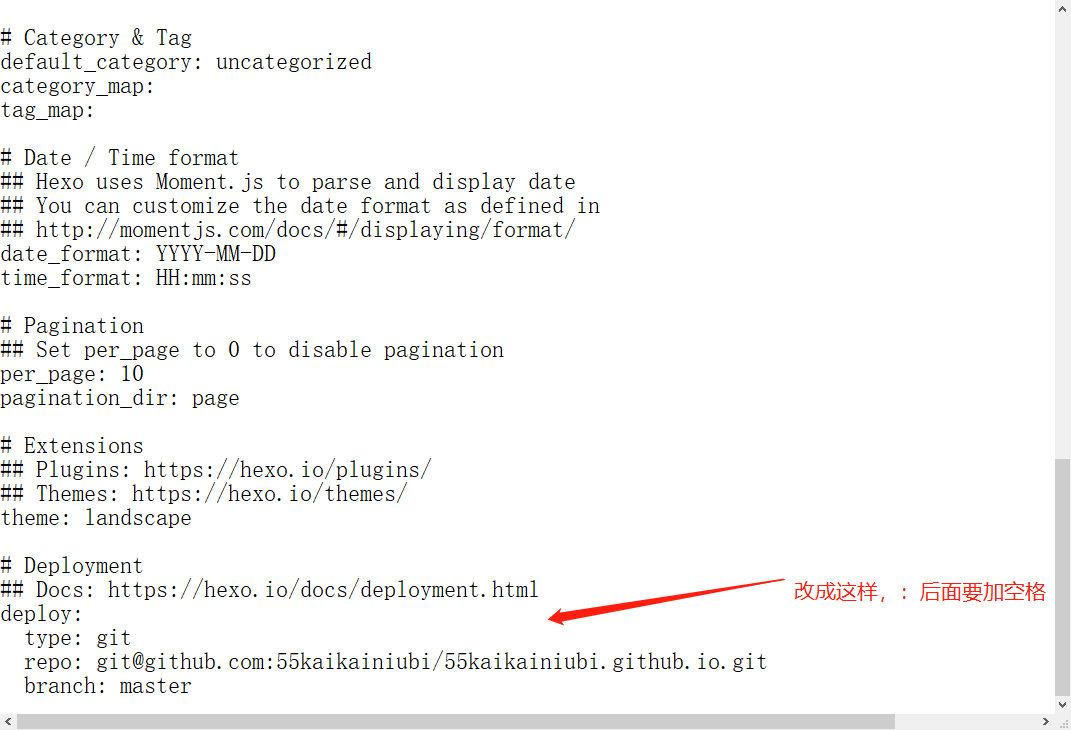 # Category & Tag
default_category: uncategorized
category_map:
tag_map:
# Date / Time format
## Hexo uses Moment.js to parse and display date
## You can customize the date format as defined in
## http://momentjs.com/docs/#/displaying/format/
date_format: YYYY-MM-DD
time_format: HH:mm:ss
# Pagination
## Set per_page to 0 to disable pagination
per_page: 10
pagination_dir: page
# Extensions
## Plugins: https://hexo.io/plugins/
## Themes: https://hexo.io/themes/
theme: landscape
# Deployment
## Docs: https://hexo.io/docs/deployment.html
改成这样，：后面要加空格
deploy:
  type: git
  repo: git@github.com:55kaikainiubi/55kaikainiubi.github.io.git
  branch: master